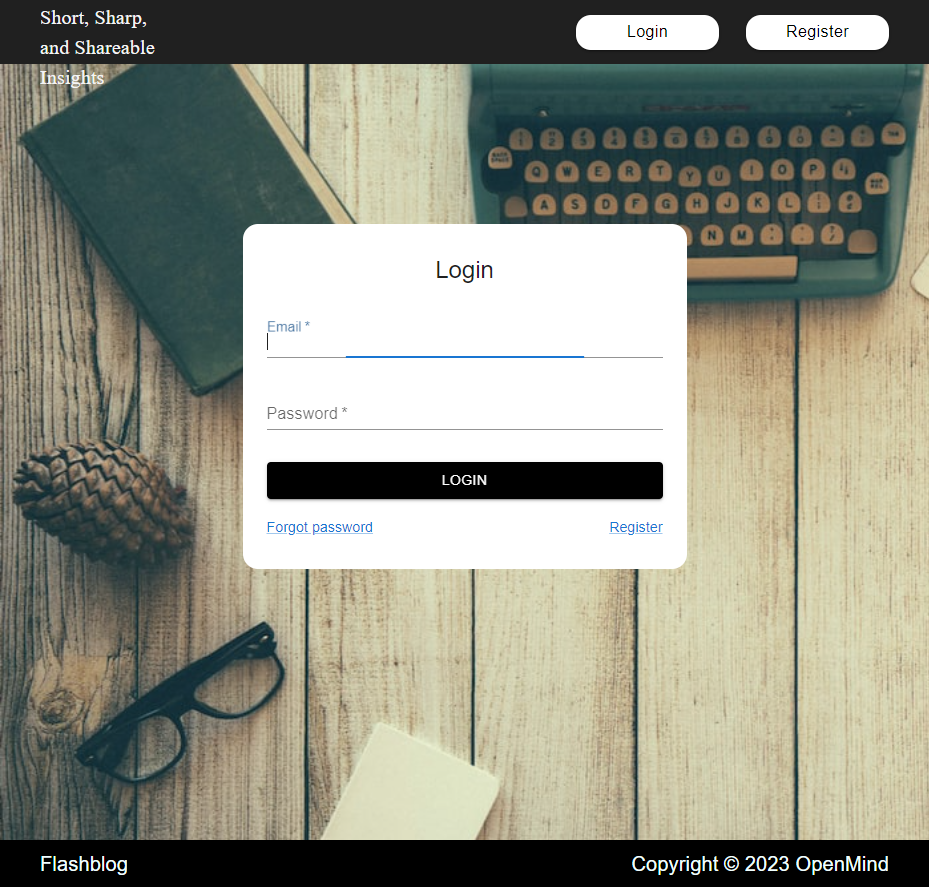 Short, Sharp,
and Shareable
Insights
Login
Register
Login
Email *
Password *
LOGIN
Forgot password
Register
Flashblog
Copyright © 2023 OpenMind